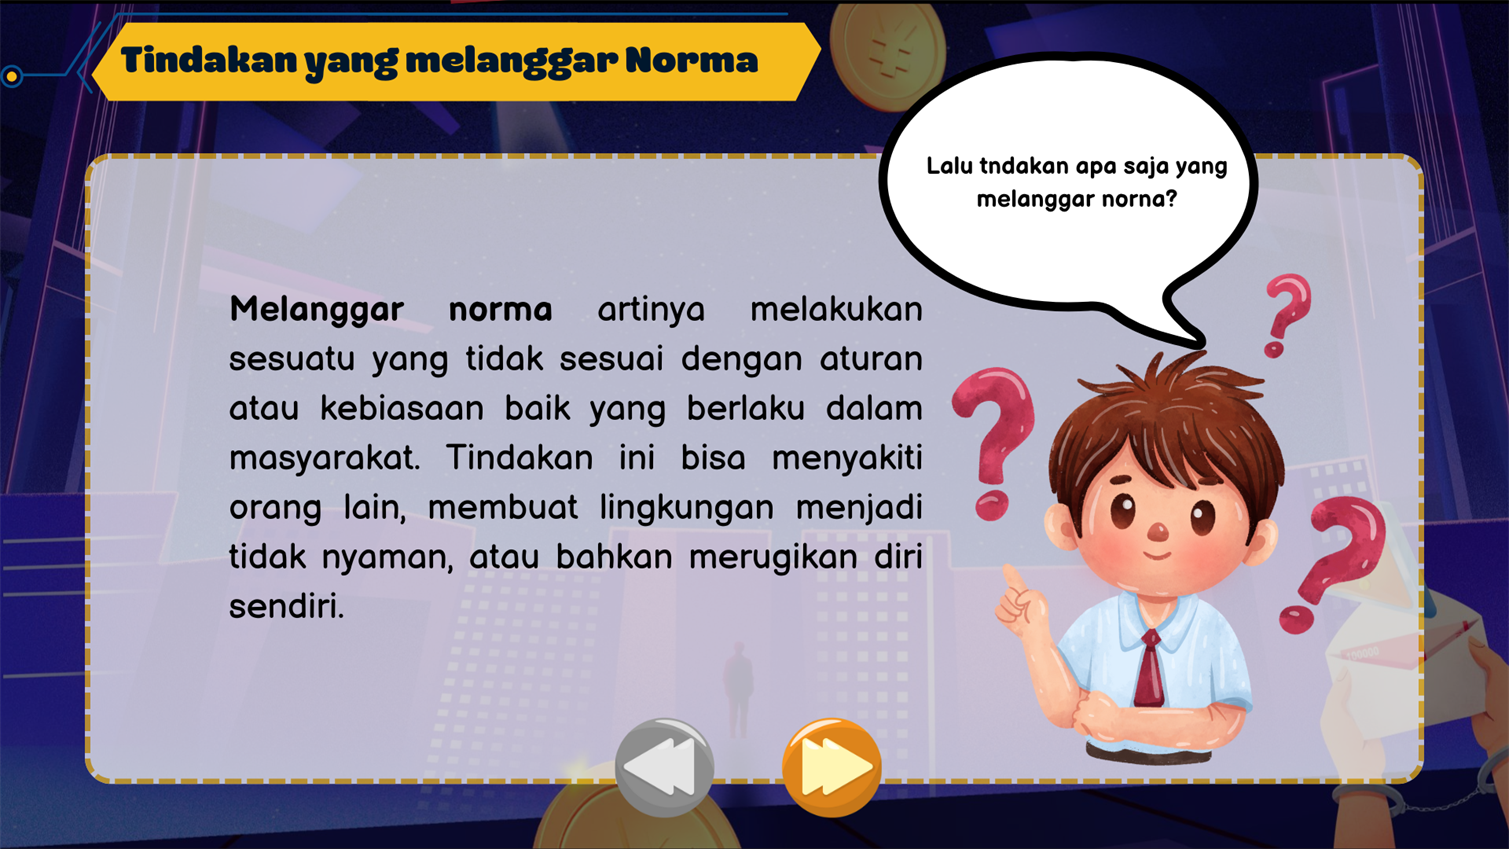 Tindakan yang melanggar Norma
Lalu tndakan apa saja yang
melanggar norna?
Melanggar norma artinya melakukan
sesuatu yang tidak sesuai dengan aturan
atau kebiasaan baik yang berlaku dalam
masyarakat. Tindakan ini bisa menyakiti
orang lain, membuat lingkungan menjadi
tidak nyaman, atau bahkan merugikan diri
sendiri.
100000